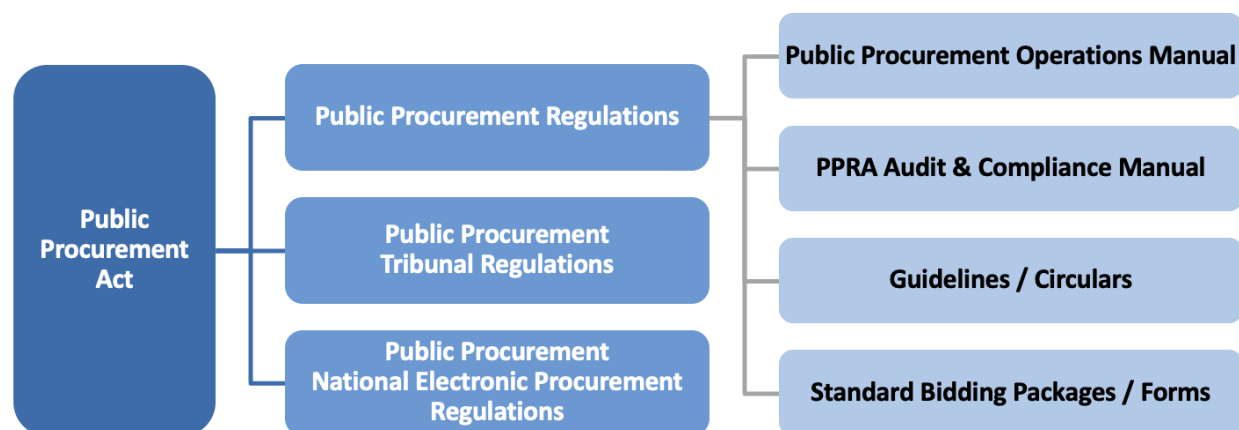 Public
Procurement
Act
Public Procurement Regulations
Public Procurement
Tribunal Regulations
Public Procurement
National Electronic Procurement
Regulations
Public Procurement Operations Manual
PPRA Audit & Compliance Manual
Guidelines / Circulars
Standard Bidding Packages / Forms